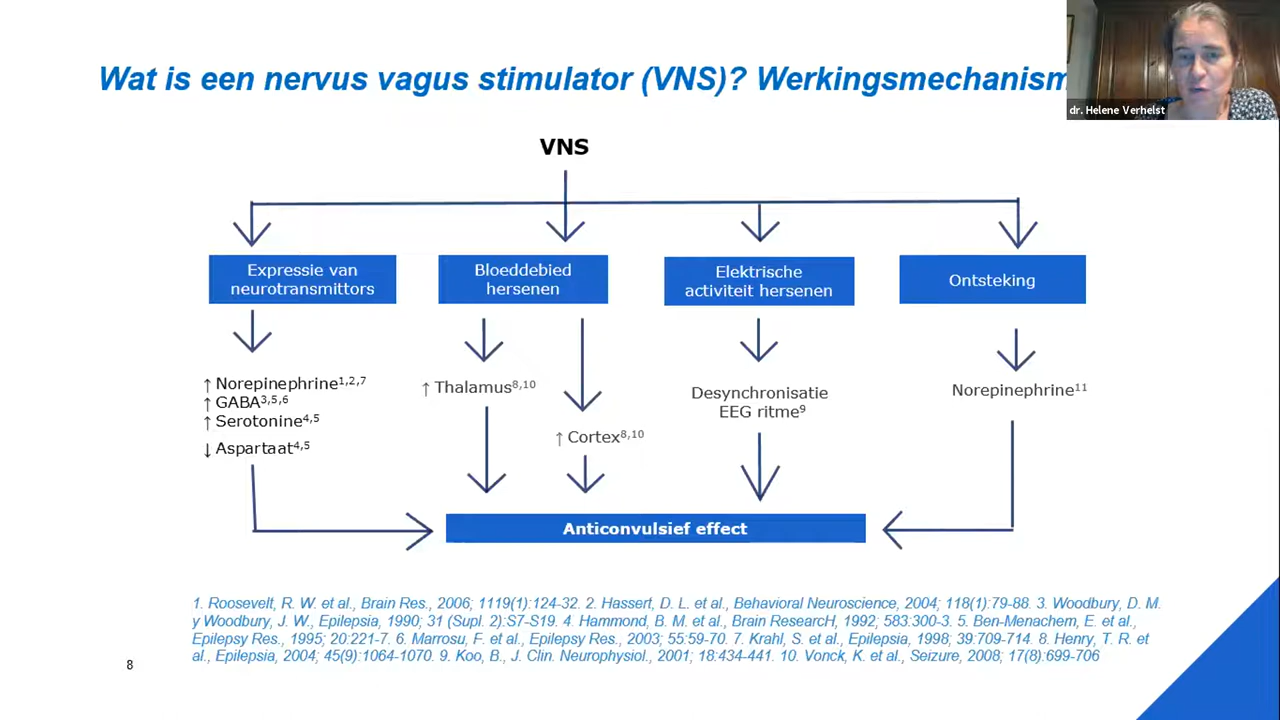 Wat is een nervus vagus stimulator (VNS)? Werkingsmechanism
dr. Helene Verhelst
VNS
Expressie van
neurotransmittors
Bloeddebied
hersenen
Elektrische
activiteit hersenen
Ontsteking
↑ Norepinephrine1,2,7
↑ GABA3,5,6
↑ Serotonine4,5
↓ Aspartaat4,5
↑ Thalamus8,10
↑ Cortex8,10
Desynchronisatie
EEG ritme9
Norepinephrine11
Anticonvulsief effect
1. Roosevelt, R. W. et al., Brain Res., 2006; 1119(1):124-32. 2. Hassert, D. L. et al., Behavioral Neuroscience, 2004; 118(1):79-88. 3. Woodbury, D. M.
y Woodbury, J. W., Epilepsia, 1990; 31 (Supl. 2):S7-S19. 4. Hammond, B. M. et al., Brain ResearcH, 1992; 583:300-3. 5. Ben-Menachem, E. et al.,
Epilepsy Res., 1995; 20:221-7. 6. Marrosu, F. et al., Epilepsy Res., 2003; 55:59-70. 7. Krahl, S. et al., Epilepsia, 1998; 39:709-714. 8. Henry, T. R. et
al., Epilepsia, 2004; 45(9):1064-1070. 9. Koo, B., J. Clin. Neurophysiol., 2001; 18:434-441. 10. Vonck, K. et al., Seizure, 2008; 17(8):699-706
8